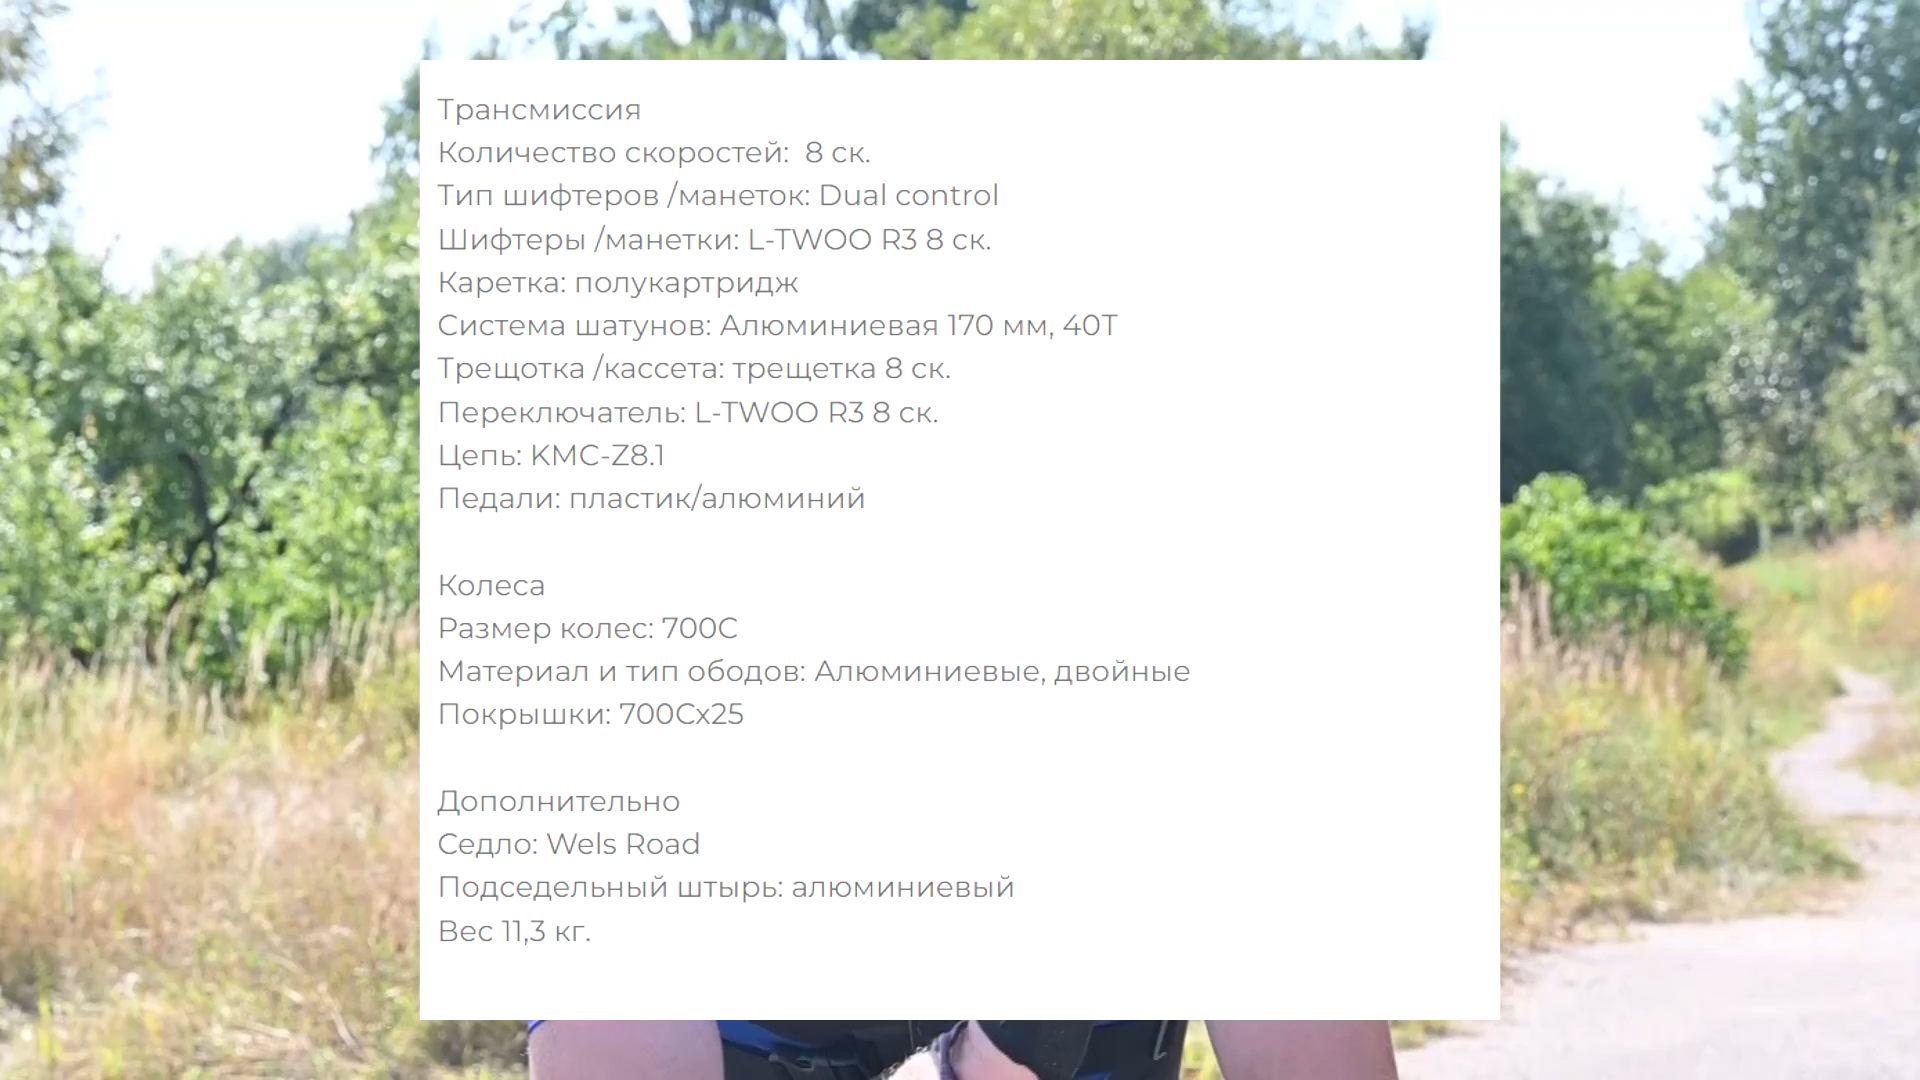 Трансмиссия
Количество скоростей:  8 ск.
Тип шифтеров /манеток: Dual control
Шифтеры /манетки: L-TWOO R3 8 ск.
Каретка: полукартридж
Система шатунов: Алюминиевая 170 мм, 40Т
Трещотка /кассета: трещетка 8 ск.
Переключатель: L-TWOO R3 8 ск.
Цепь: KMC-Z8.1
Педали: пластик/алюминий
Колеса
Размер колес: 700С
Материал и тип ободов: Алюминиевые, двойные
Покрышки: 700Сх25
Дополнительно
Седло: Wels Road
Подседельный штырь: алюминиевый
Вес 11,3 кг.